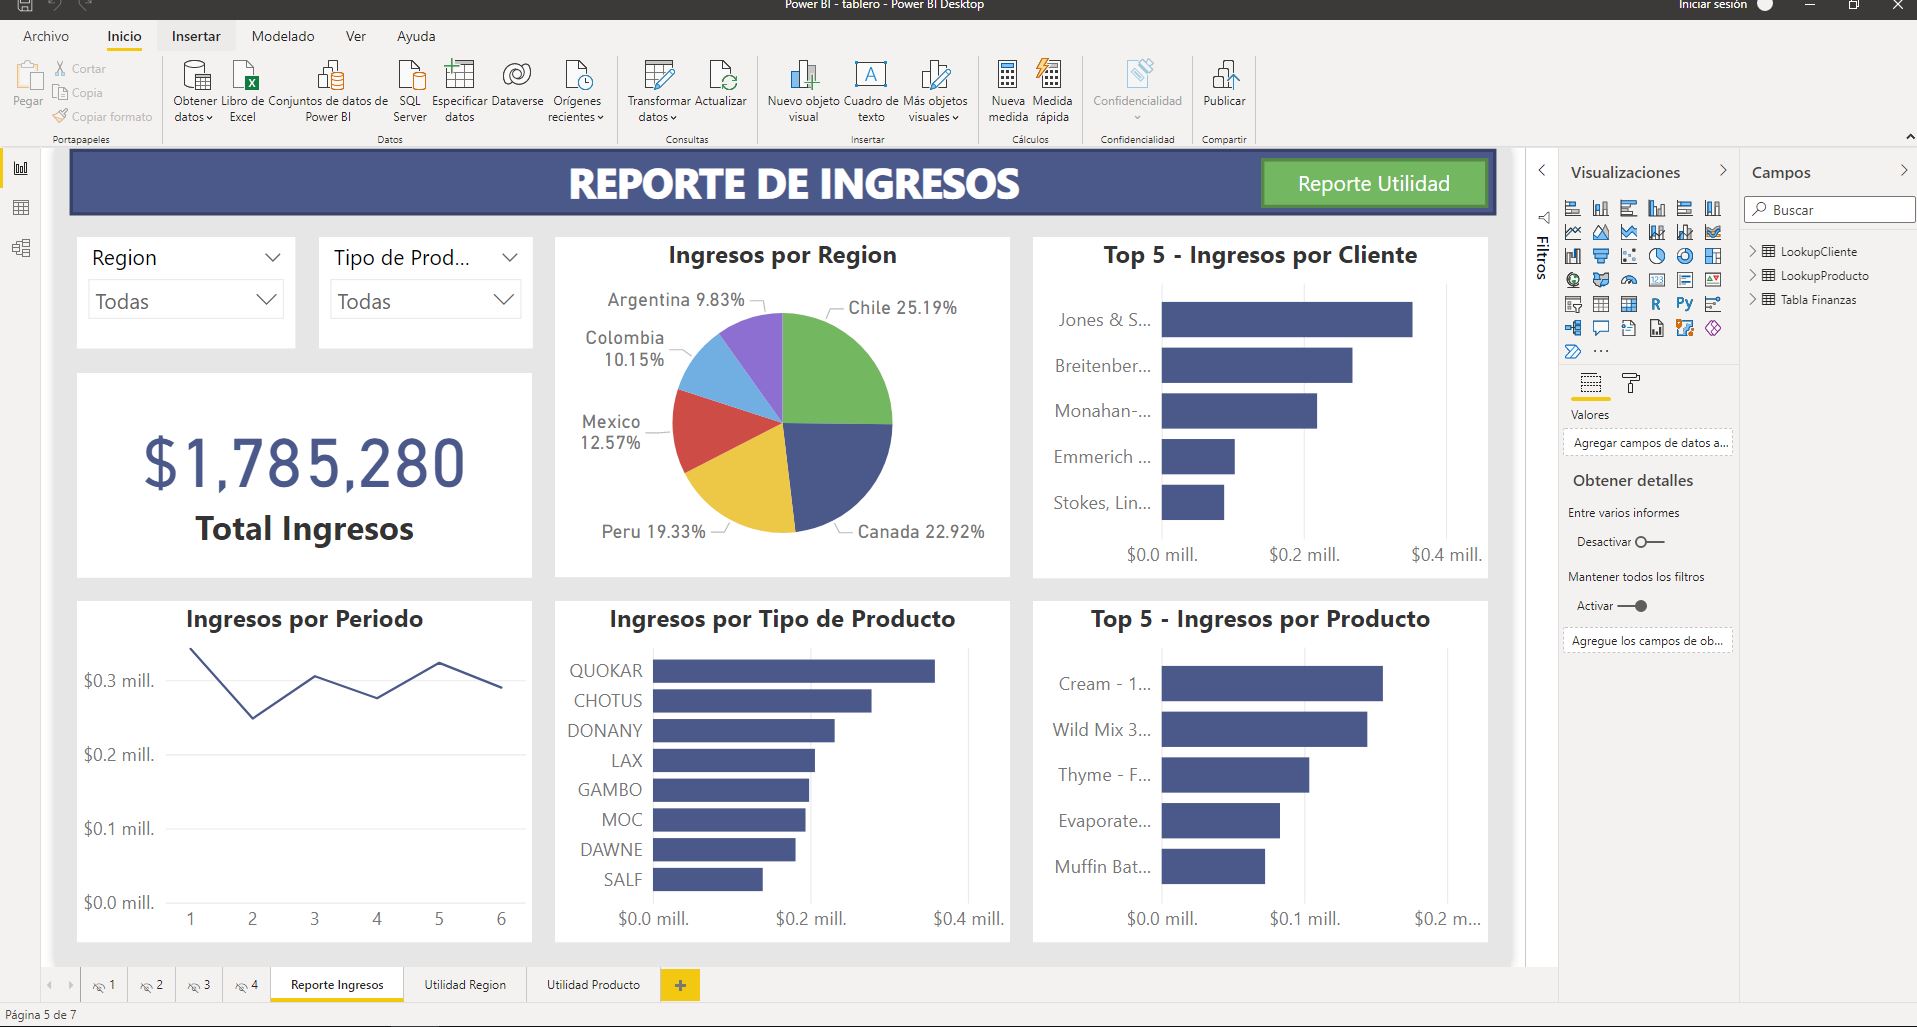 Power BI - tablero - Power BI Desktop
Iniciar sesión
Archivo Inicio Insertar Modelado Ver Ayuda
Pegar
Cortar
Copia
Copiar formato
Portapapeles
Obtener datos
Libro de Excel
Conjuntos de datos de Power BI
SQL Server
Especificar datos
Dataverse
Orígenes recientes
Datos
Transformar datos
Actualizar
Consultas
Nuevo objeto visual
Cuadro de texto
Más objetos visuales
Insertar
Nueva medida
Medida rápida
Cálculos
Confidencialidad
Confidencialidad
Publicar
Compartir
REPORTE DE INGRESOS
Reporte Utilidad
Region
Todas
Tipo de Prod...
Todas
$1,785,280
Total Ingresos
Ingresos por Region
Argentina 9.83%
Chile 25.19%
Colombia
10.15%
Mexico
12.57%
Peru 19.33%
Canada 22.92%
Top 5 - Ingresos por Cliente
Jones & S...
Breitenber...
Monahan-...
Emmerich ...
Stokes, Lin...
$0.0 mill. $0.2 mill. $0.4 mill.
Ingresos por Periodo
$0.3 mill.
$0.2 mill.
$0.1 mill.
$0.0 mill.
1 2 3 4 5 6
Ingresos por Tipo de Producto
QUOKAR
CHOTUS
DONANY
LAX
GAMBO
MOC
DAWNE
SALF
$0.0 mill. $0.2 mill. $0.4 mill.
Top 5 - Ingresos por Producto
Cream - 1...
Wild Mix 3...
Thyme - F...
Evaporate...
Muffin Bat...
$0.0 mill. $0.1 mill. $0.2 m...
Filtros
Visualizaciones
R Py
Valores
Agregar campos de datos a...
Obtener detalles
Entre varios informes
Desactivar
Mantener todos los filtros
Activar
Agregue los campos de ob...
Campos
Buscar
LookupCliente
LookupProducto
Tabla Finanzas
1 2 3 4 Reporte Ingresos Utilidad Region Utilidad Producto +
Página 5 de 7